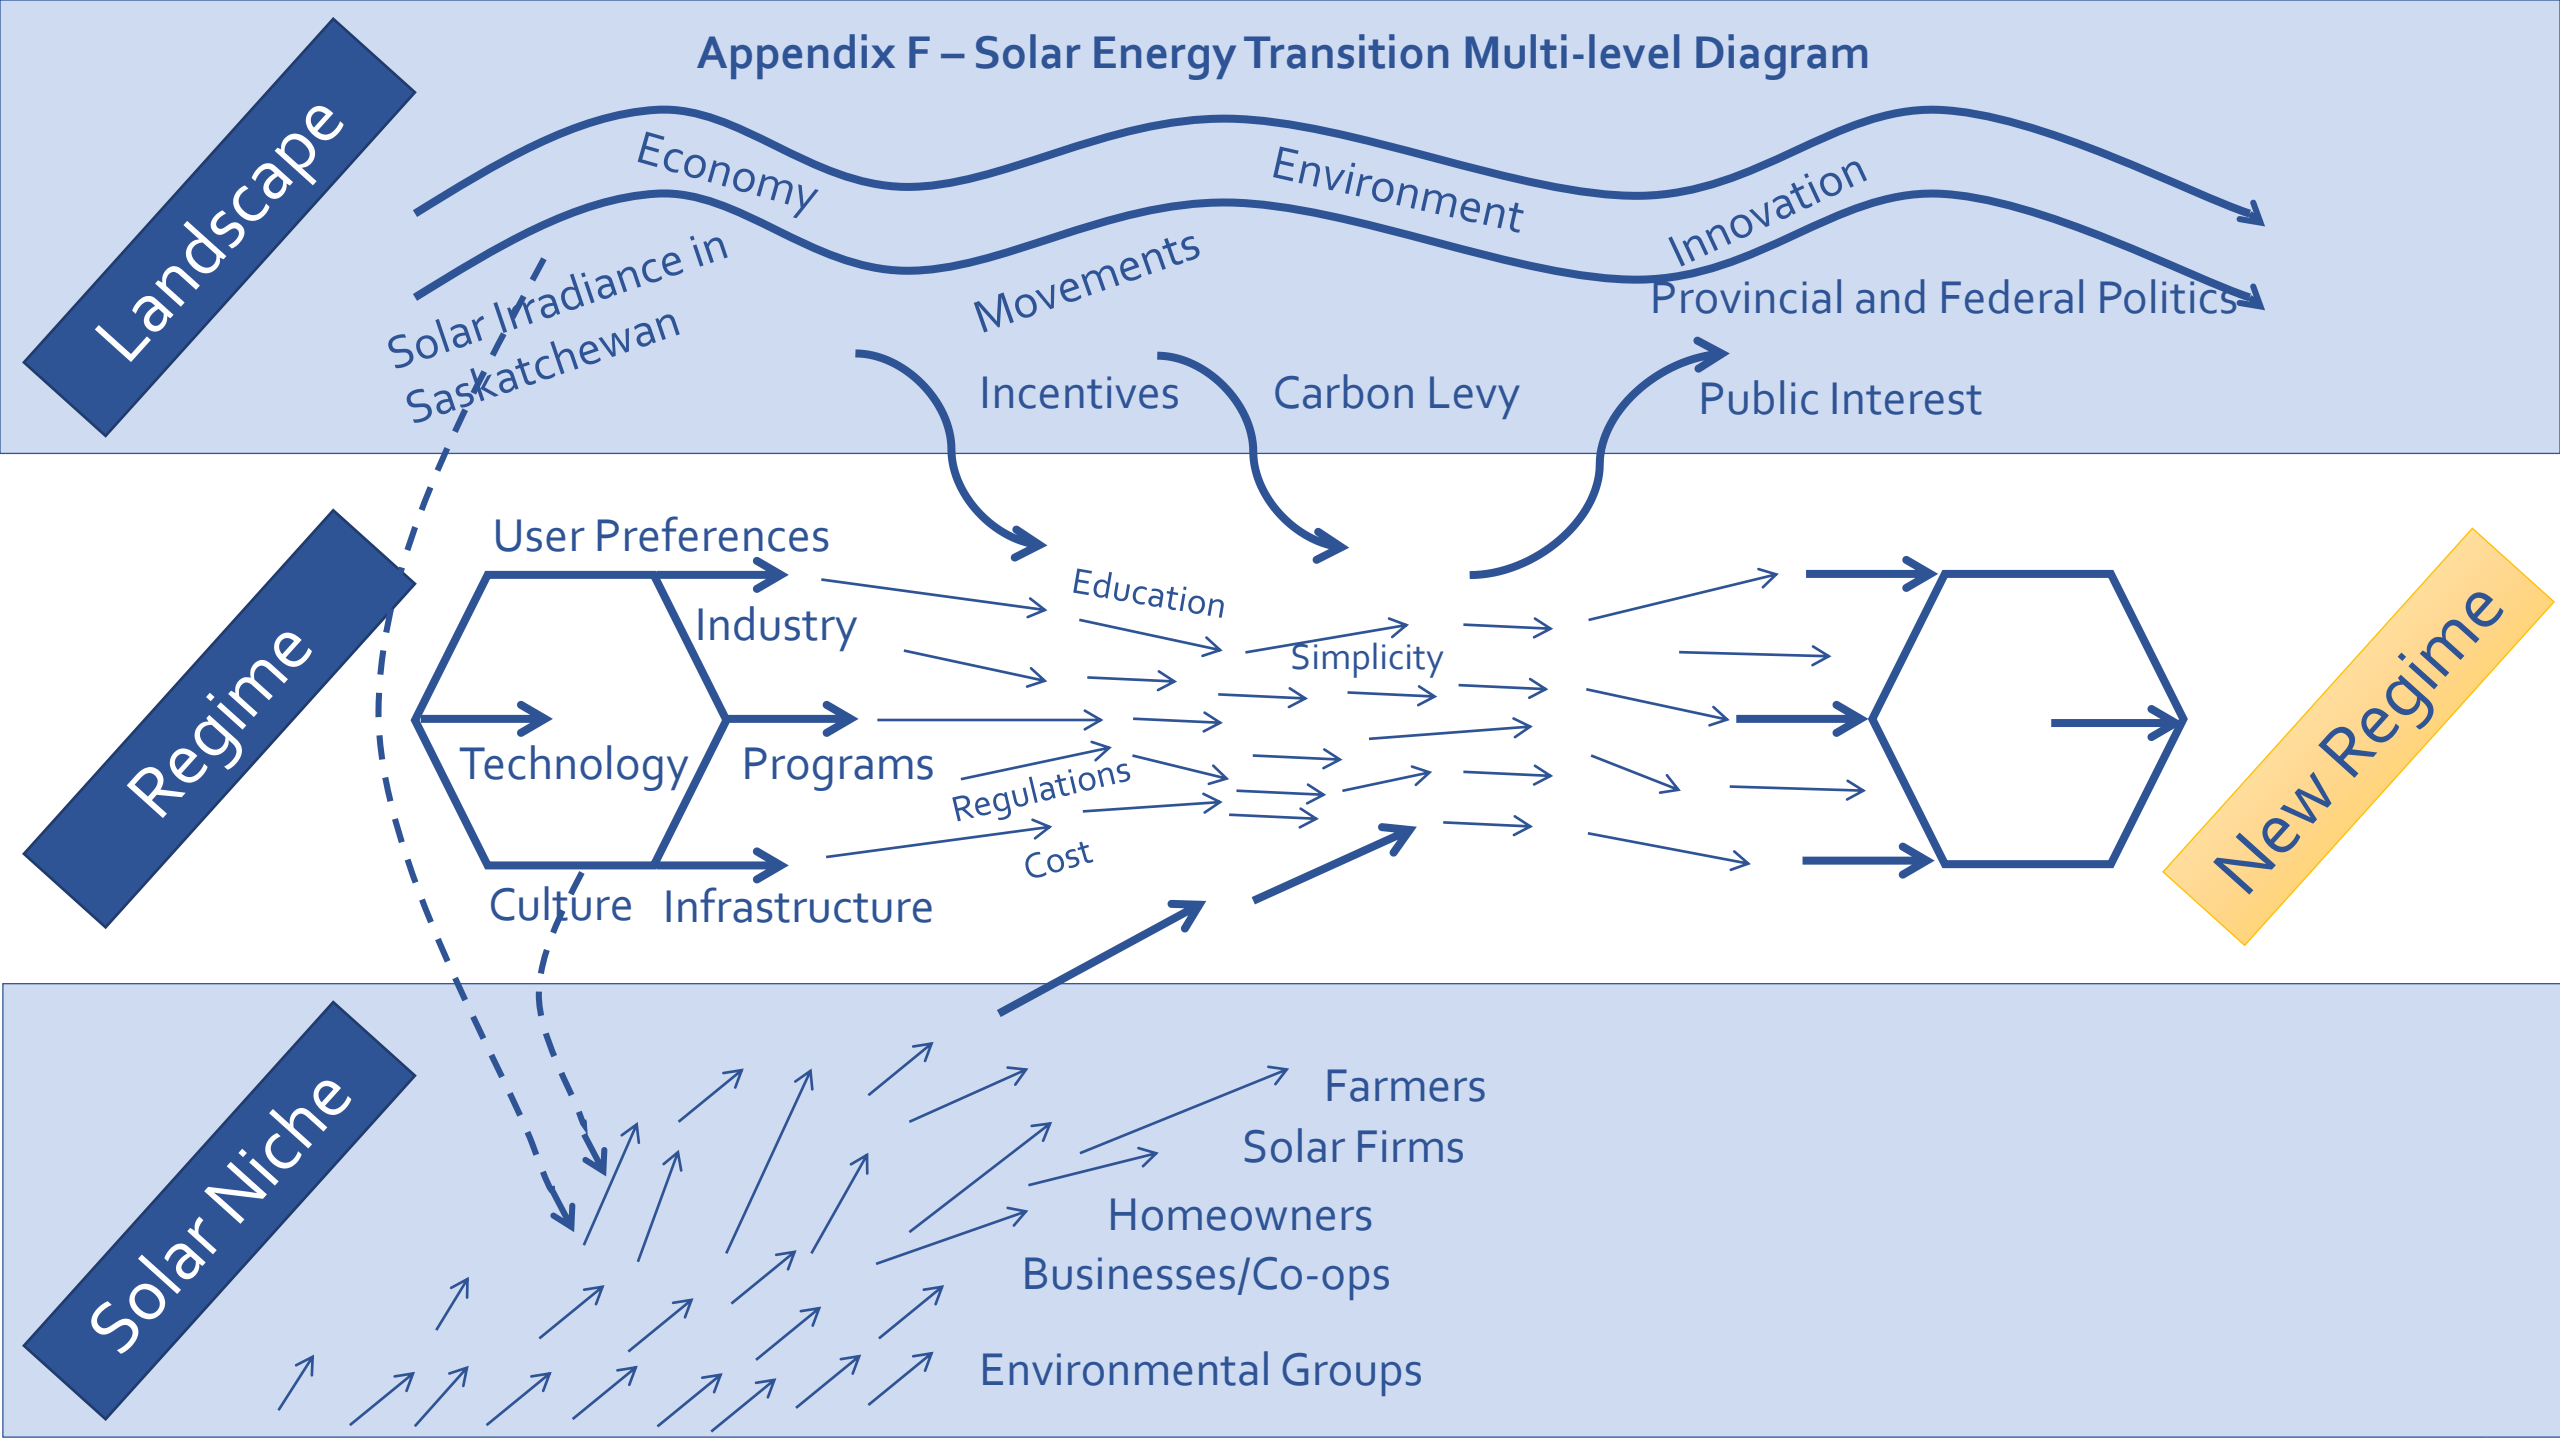 Appendix F – Solar Energy Transition Multi-level Diagram
Landscape
Economy
Environment
Innovation
Solar Irradiance in
Saskatchewan
Movements
Provincial and Federal Politics
Incentives
Carbon Levy
Public Interest
Regime
User Preferences
Industry
Technology
Programs
Culture
Infrastructure
Education
Simplicity
Regulations
Cost
New Regime
Solar Niche
Farmers
Solar Firms
Homeowners
Businesses/Co-ops
Environmental Groups